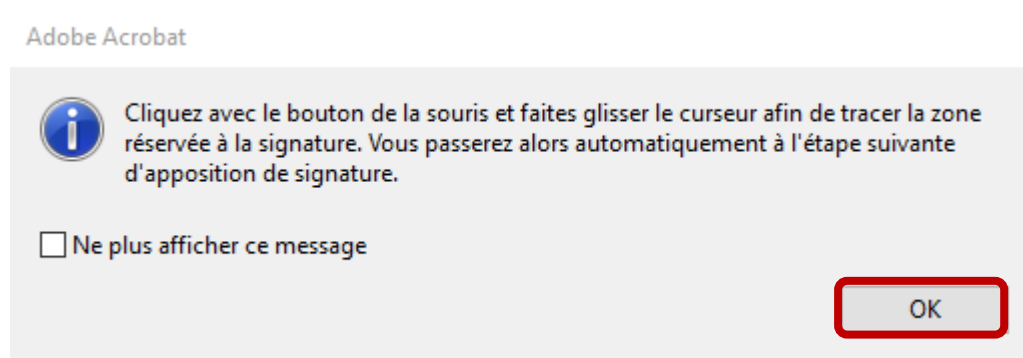 Adobe Acrobat
Cliquez avec le bouton de la souris et faites glisser le curseur afin de tracer la zone
réservée à la signature. Vous passerez alors automatiquement à l'étape suivante
d'apposition de signature.
Ne plus afficher ce message
OK